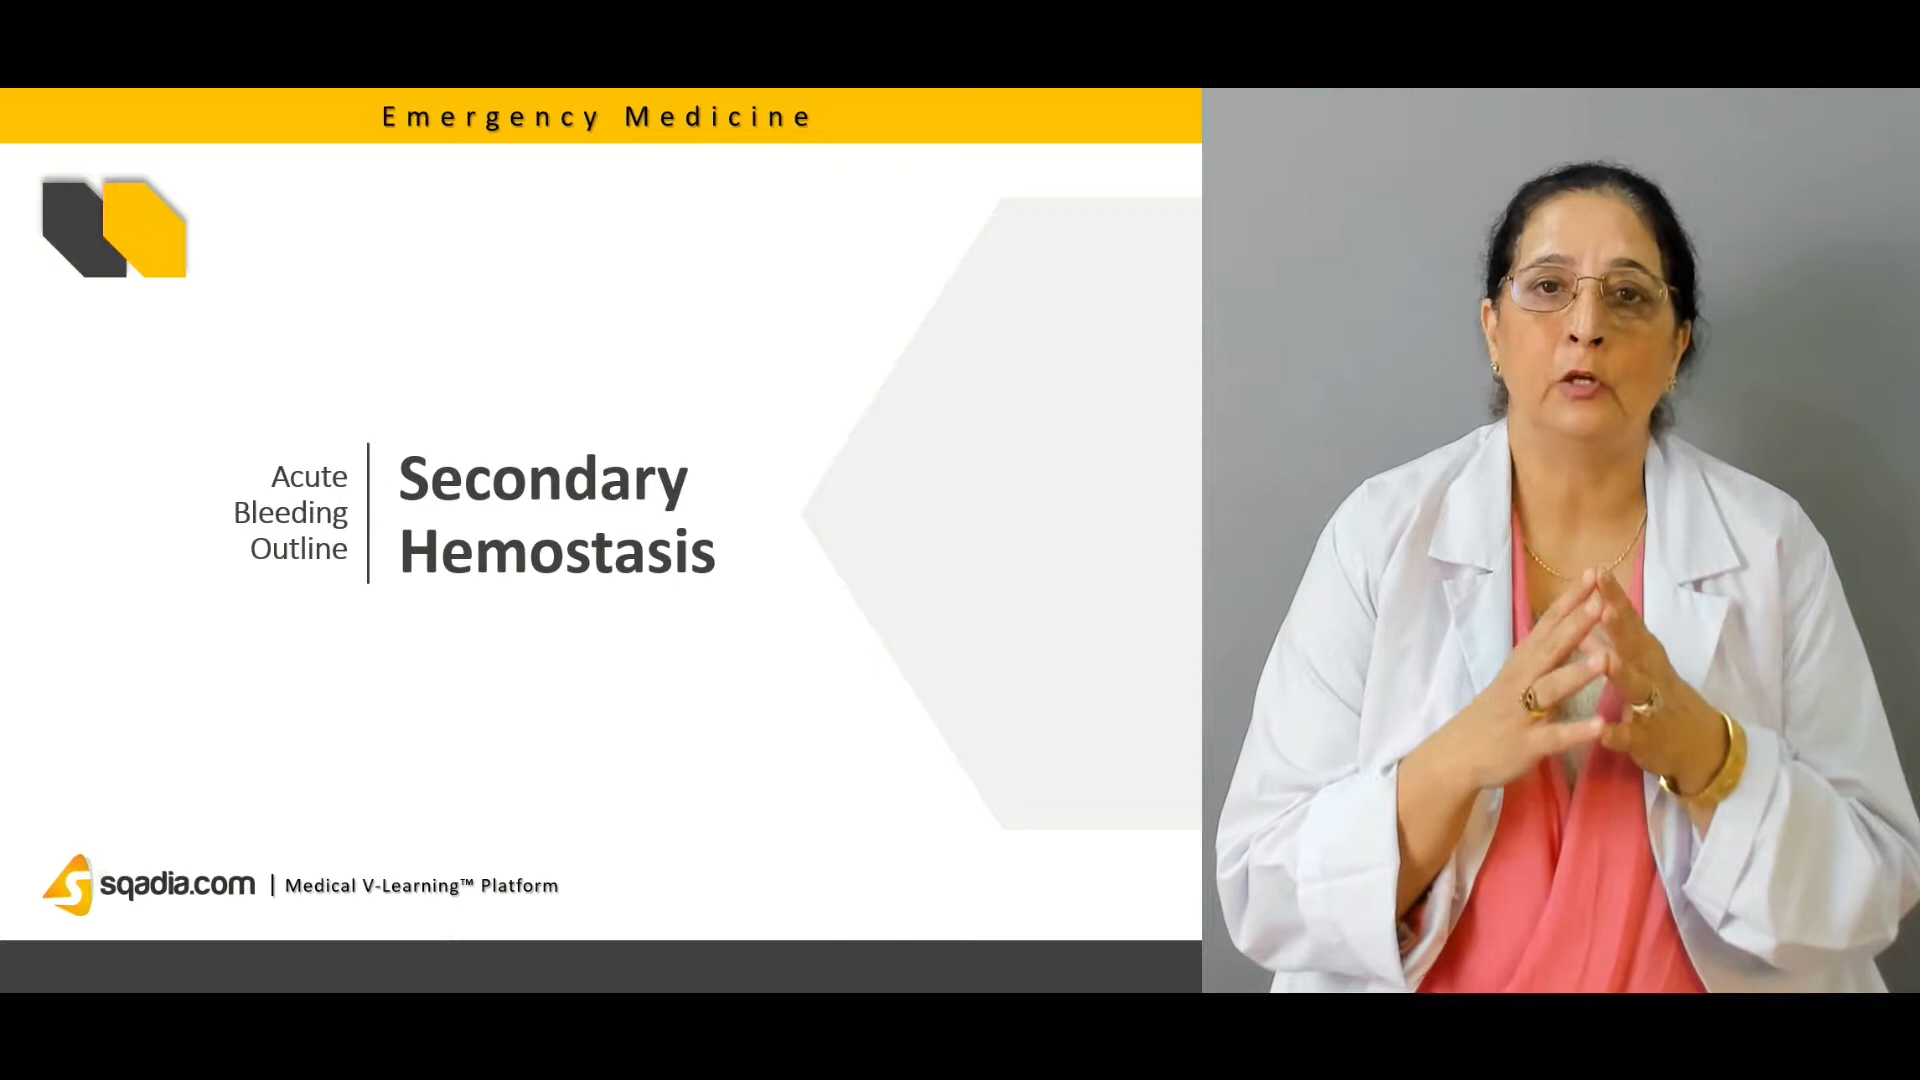 Emergency Medicine
Acute
Bleeding
Outline
Secondary
Hemostasis
sqadia.com | Medical V-Learning™ Platform